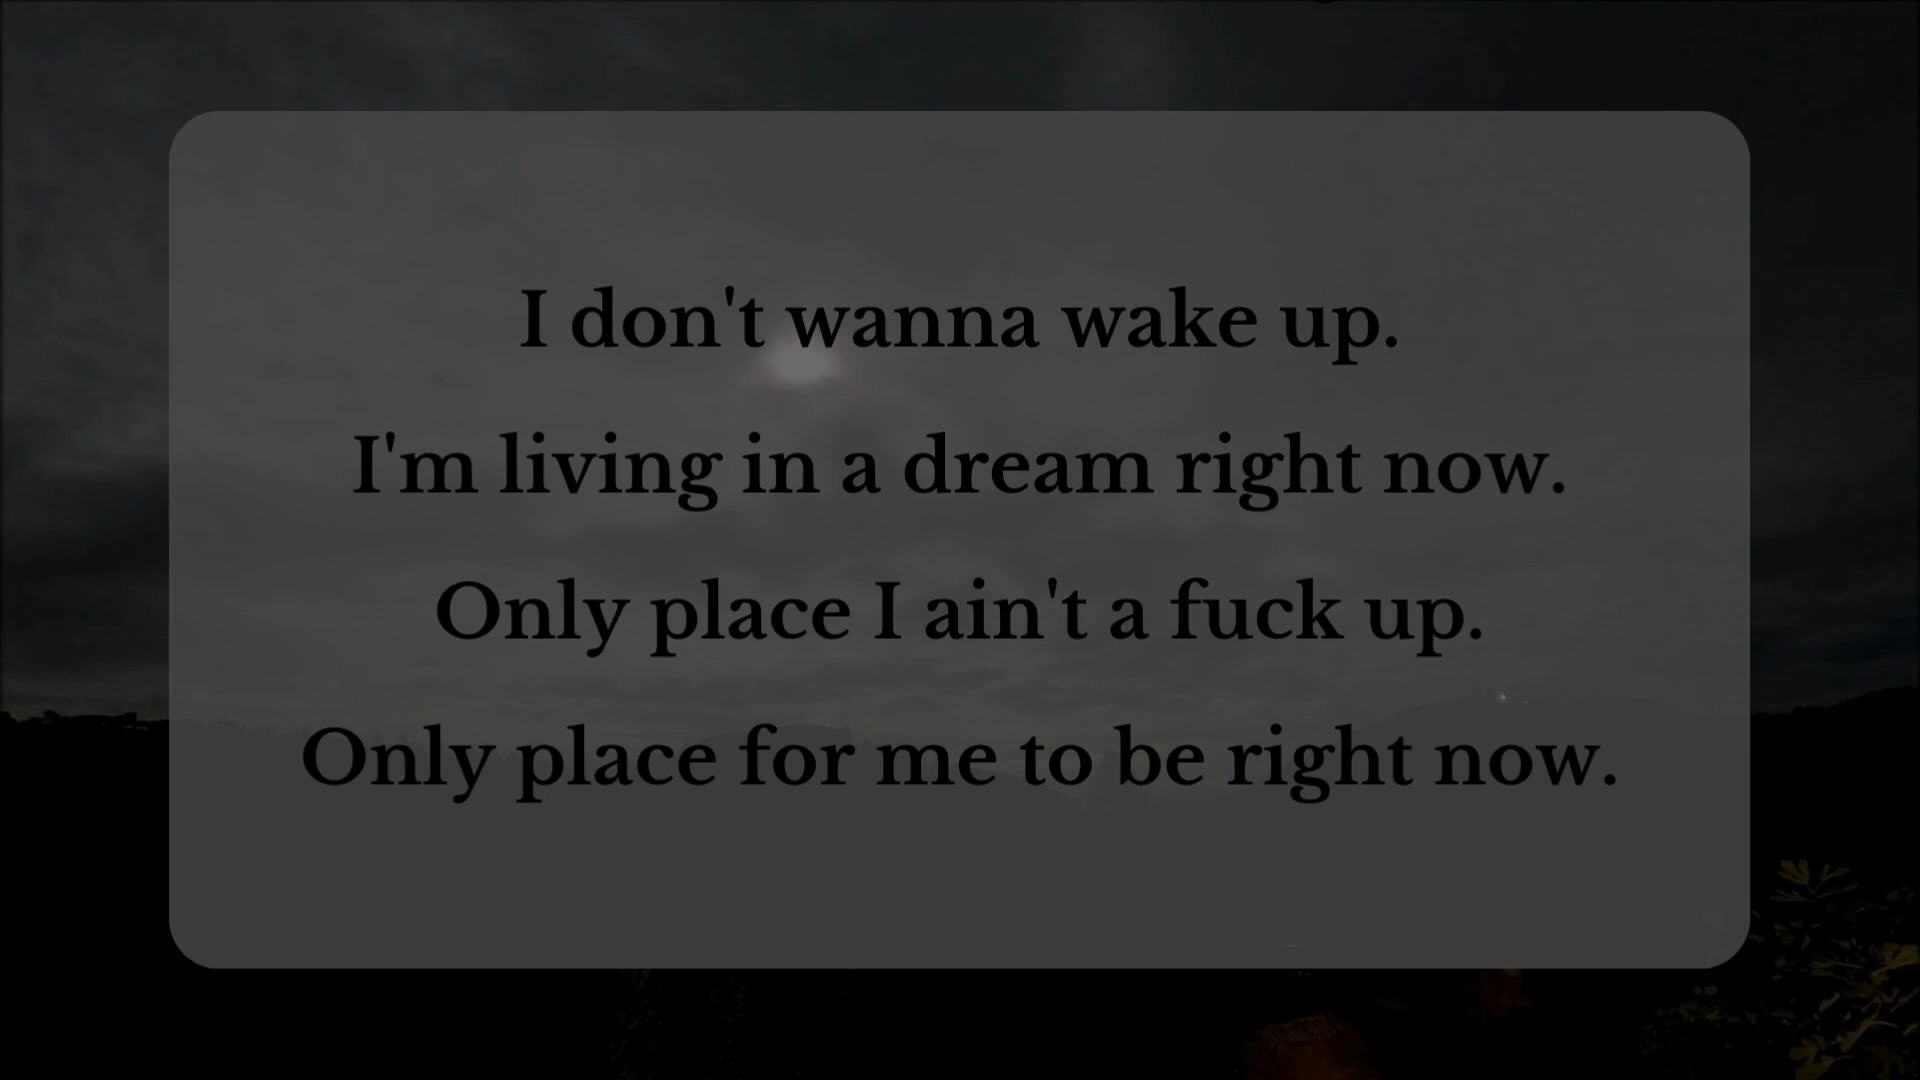 I don't wanna wake up.
I'm living in a dream right now.
Only place I ain't a fuck up.
Only place for me to be right now.